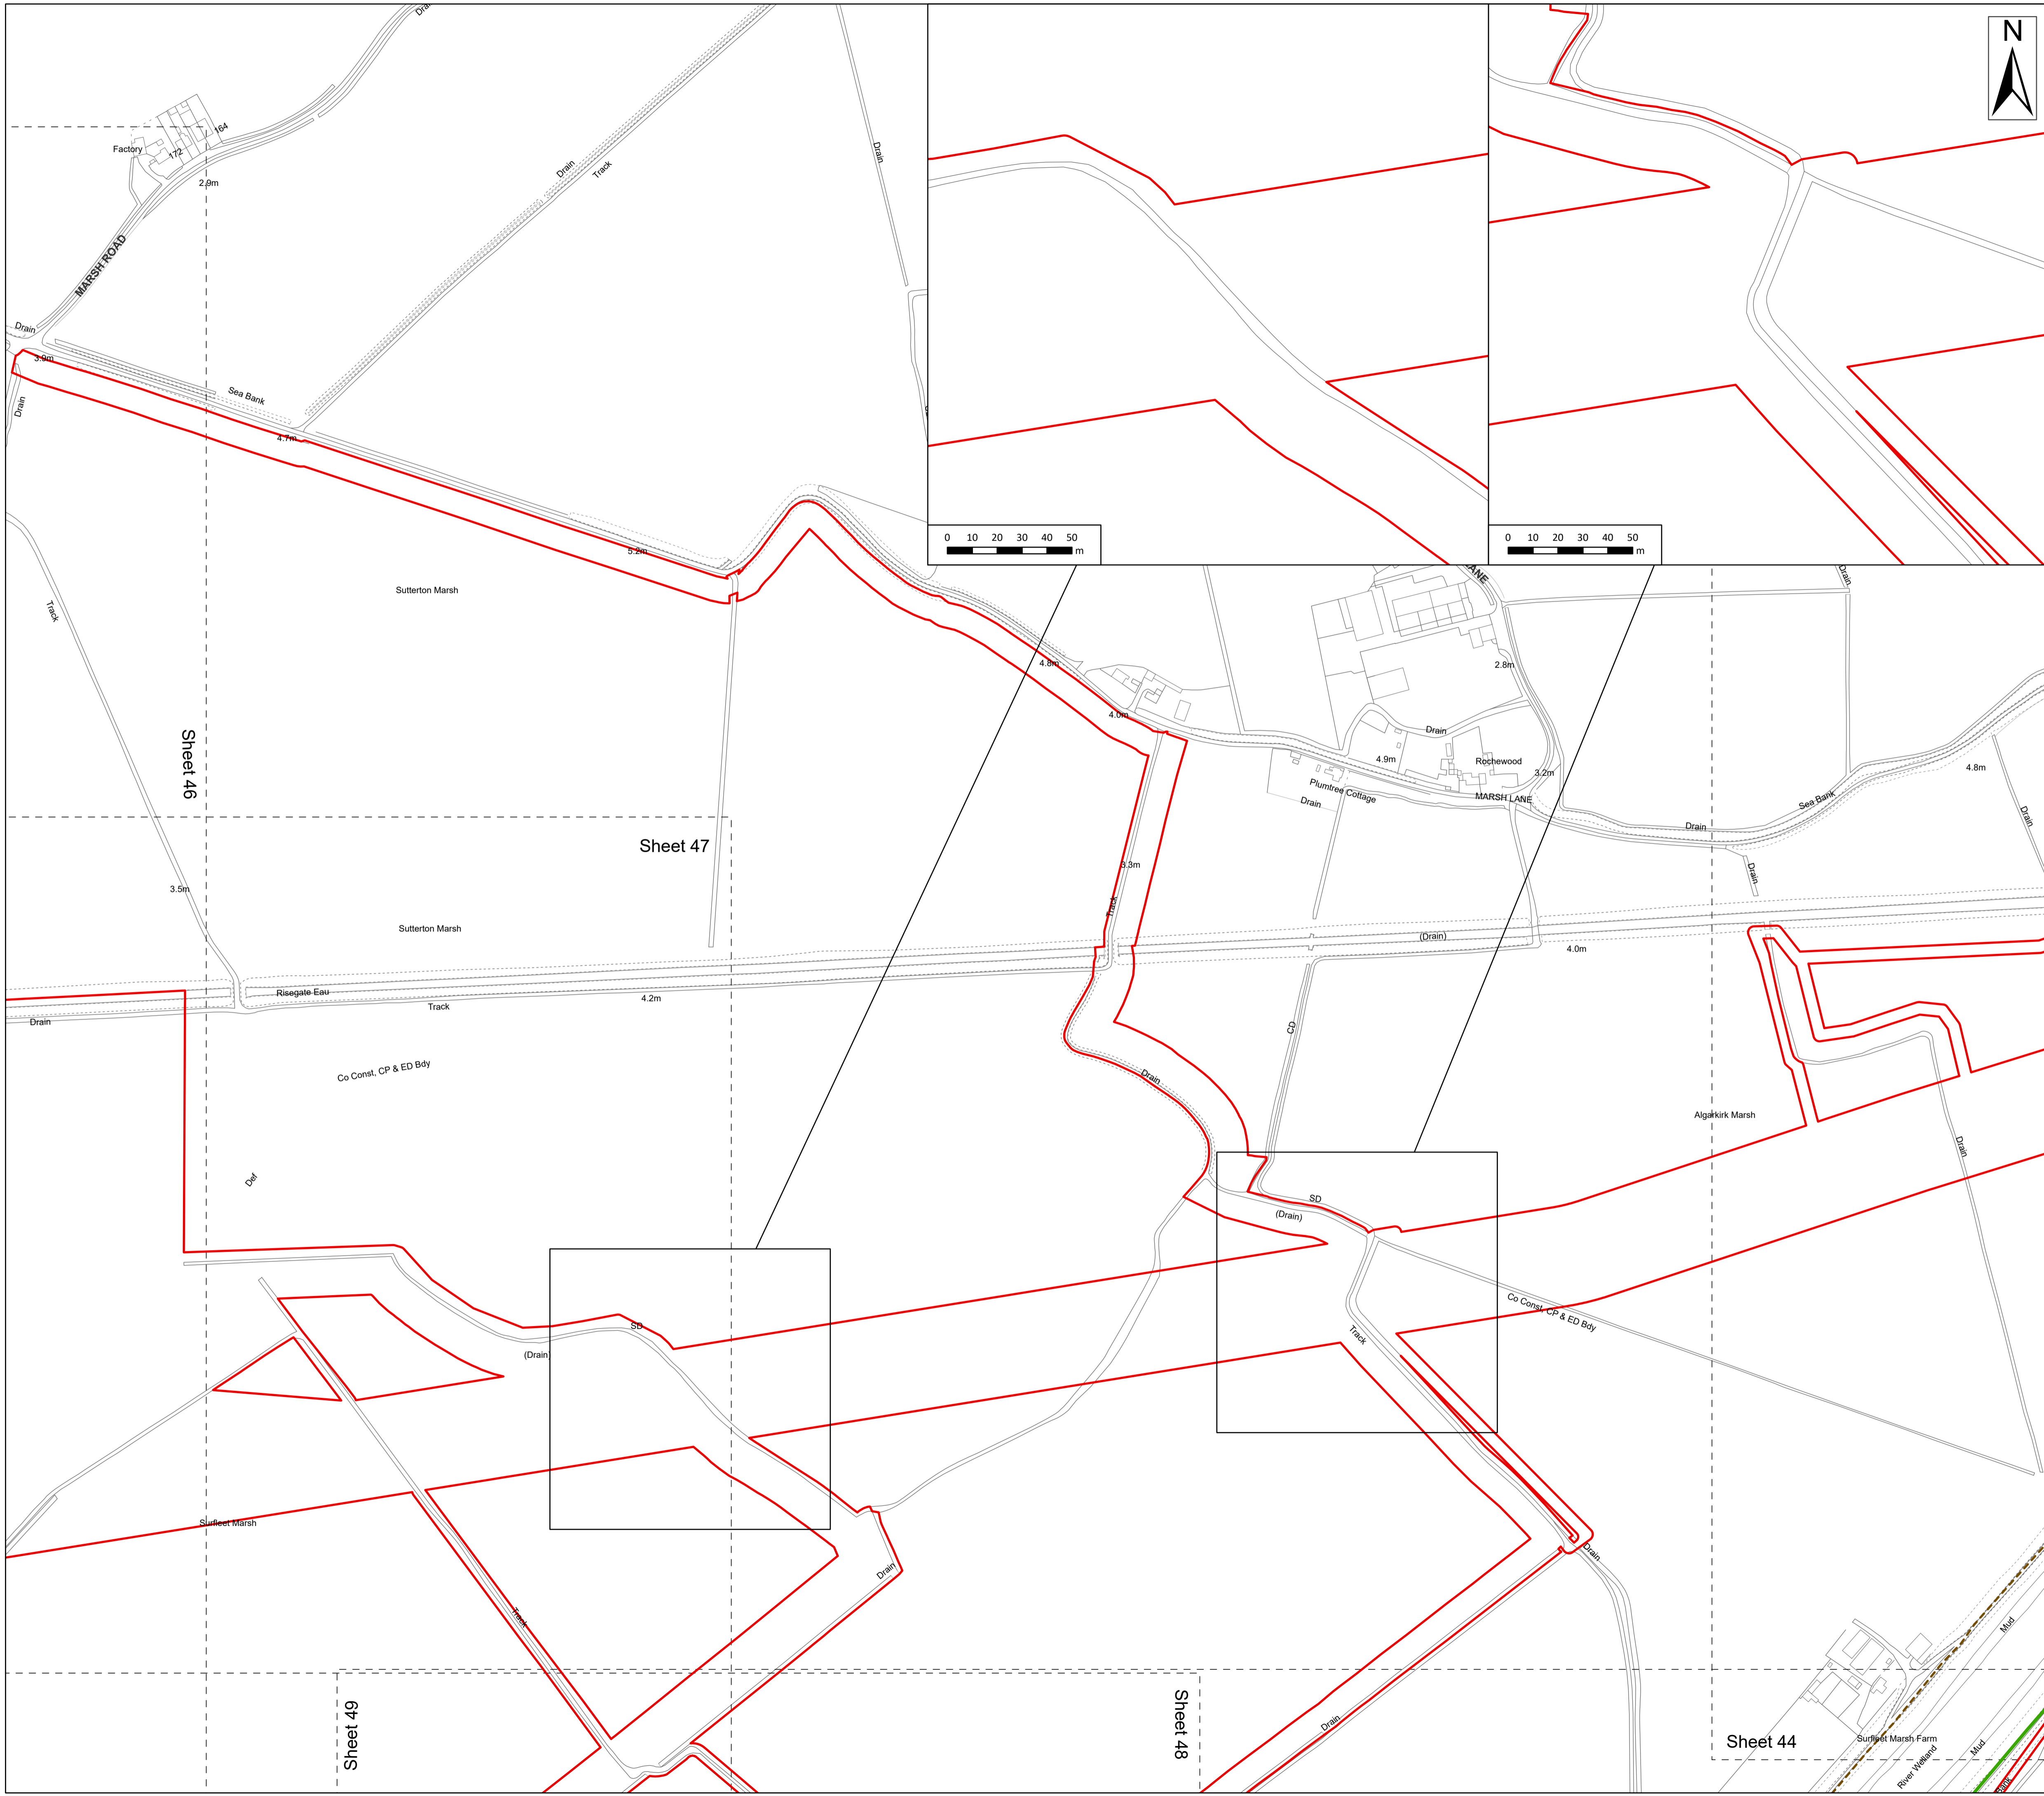 Drain
N
164
172
Factory
2.9m
Drain
Track
Drain
MARSH ROAD
Drain
3.9m
Drain
Sea Bank
4.7m
5.2m
0 10 20 30 40 50
m
0 10 20 30 40 50
m
LANE
Drain
Sutterton Marsh
Track
4.8m
2.8m
4.0m
Drain
4.9m
Rochewood
3.2m
Plumtree Cottage
Drain
MARSH LANE
4.8m
Sea Bank
Drain
Drain
Drain
Sheet 46
Sheet 47
3.3m
3.5m
Track
Sutterton Marsh
(Drain)
4.0m
Risegate Eau
Track
4.2m
Drain
CD
Co Const, CP & ED Bdy
Drain
Algarkirk Marsh
Drain
Def
SD
(Drain)
Co Const, CP & ED Bdy
SD
(Drain)
Track
Surfleet Marsh
Drain
Drain
Track
Mud
Sheet 49
Sheet 48
Drain
Sheet 44
Surfleet Marsh Farm
Mud
River Welland
Bank